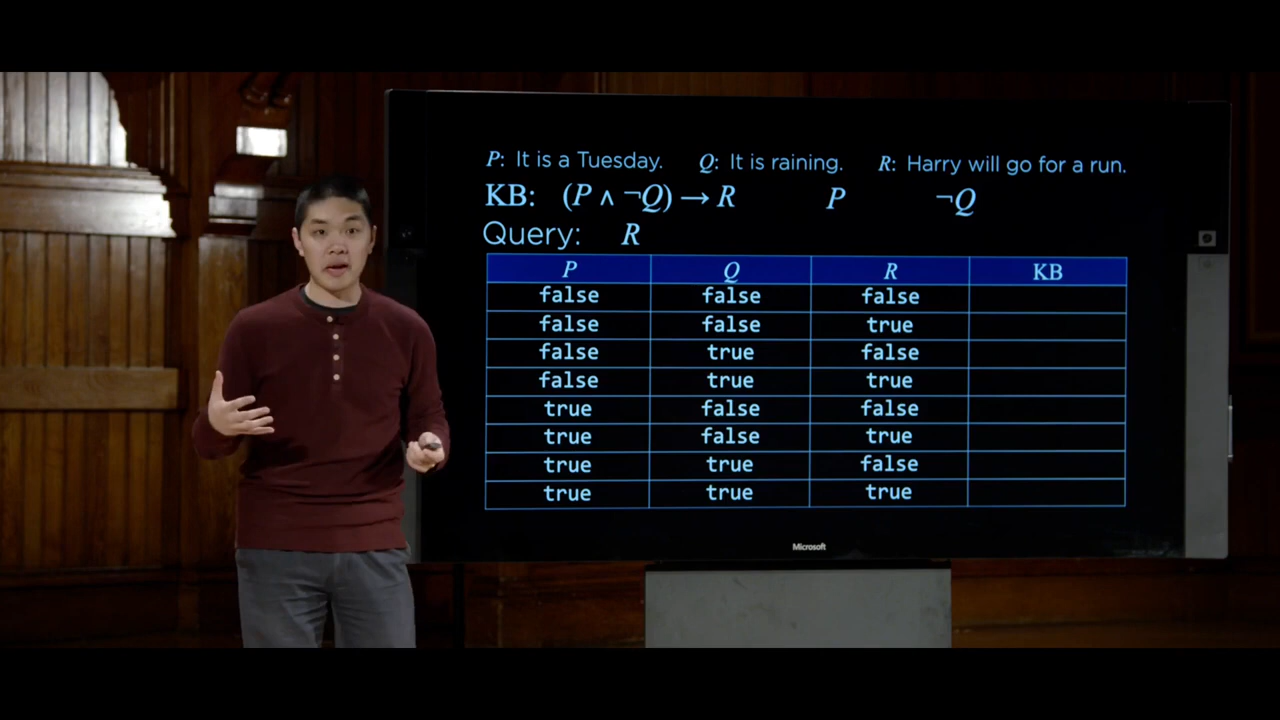 P: It is a Tuesday. Q: It is raining. R: Harry will go for a run.
KB: (P ∧ ¬Q) → R P ¬Q
Query: R
P Q R KB
false false false
false false true
false true false
false true true
true false false
true false true
true true false
true true true
Microsoft